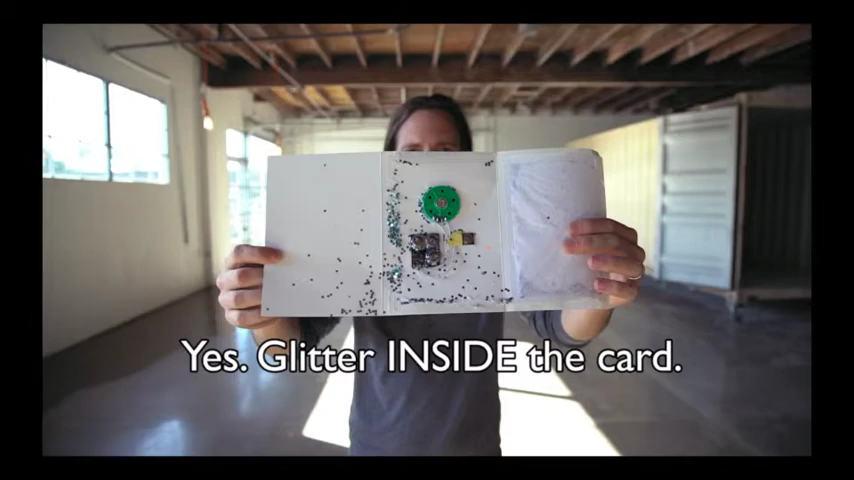 Yes. Glitter INSIDE the card.